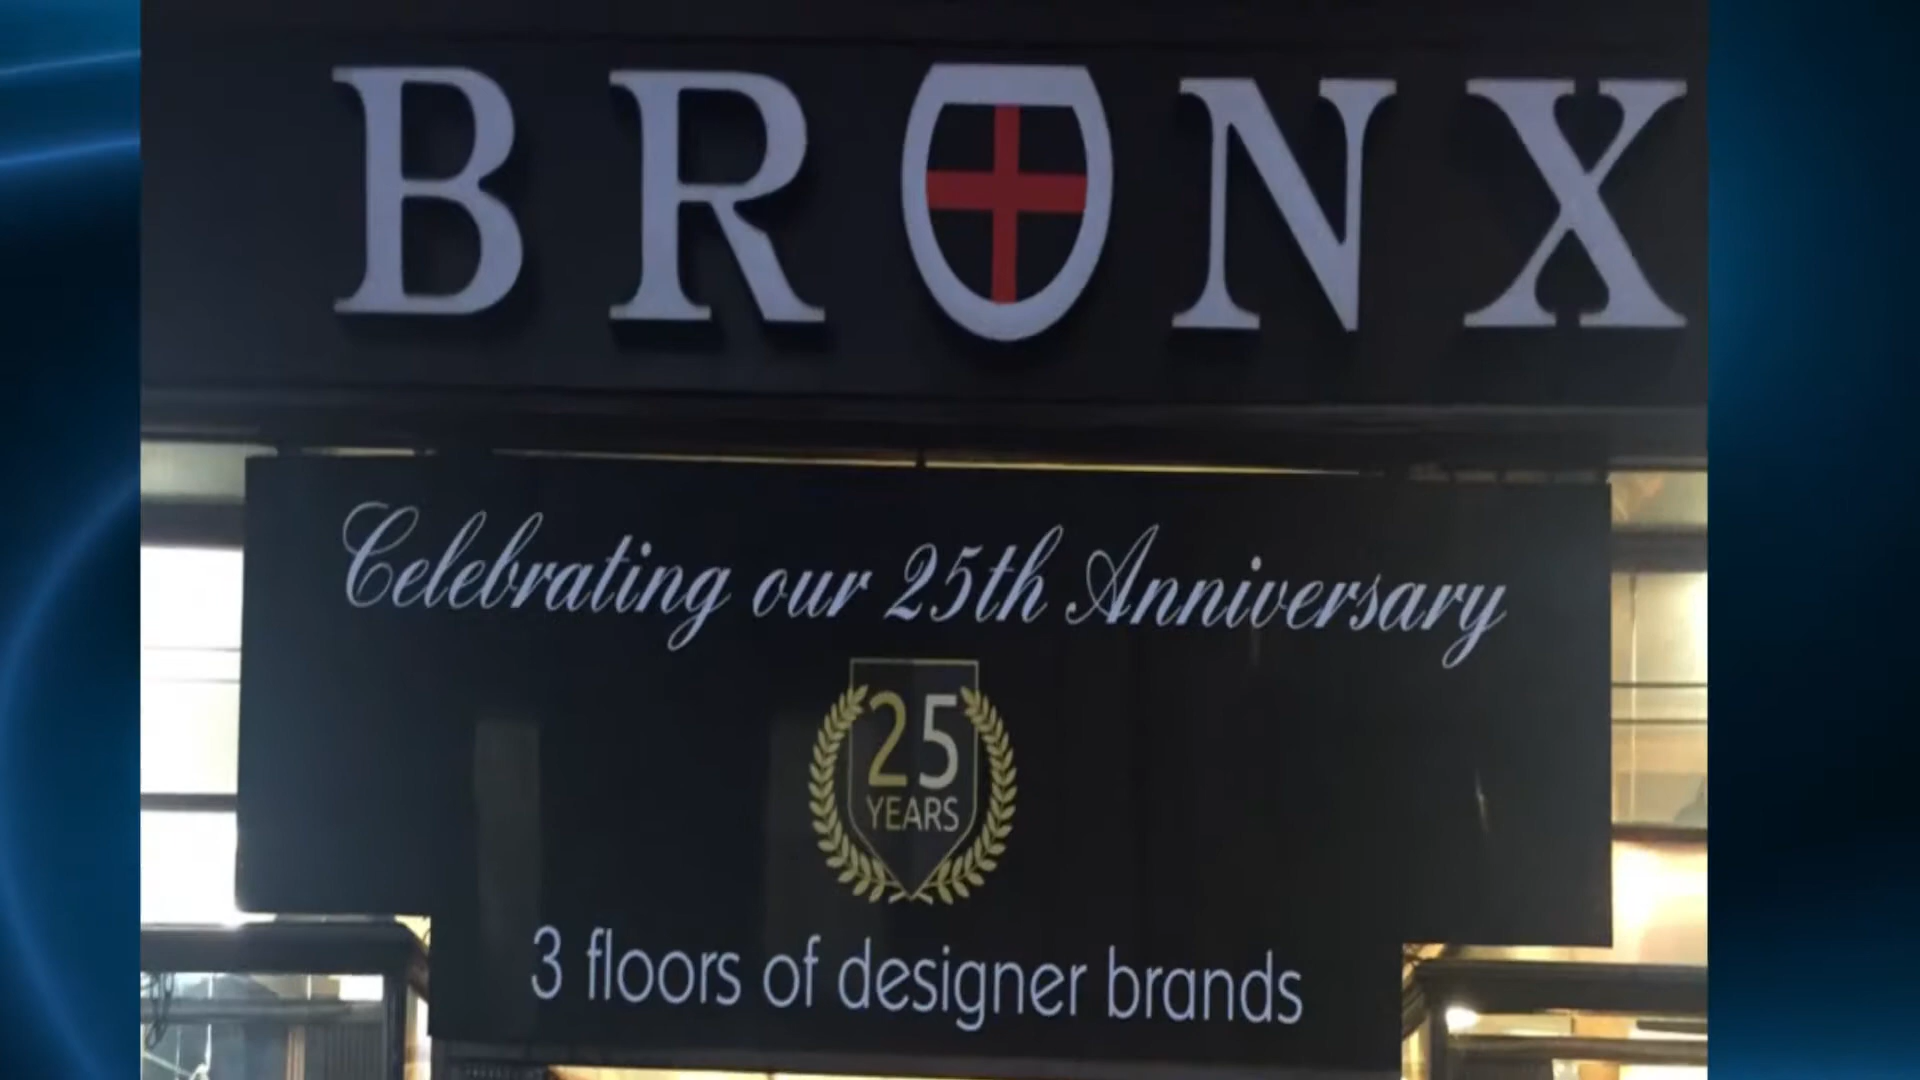 BRONX
Celebrating our 25th Anniversary
25
YEARS
3 floors of designer brands